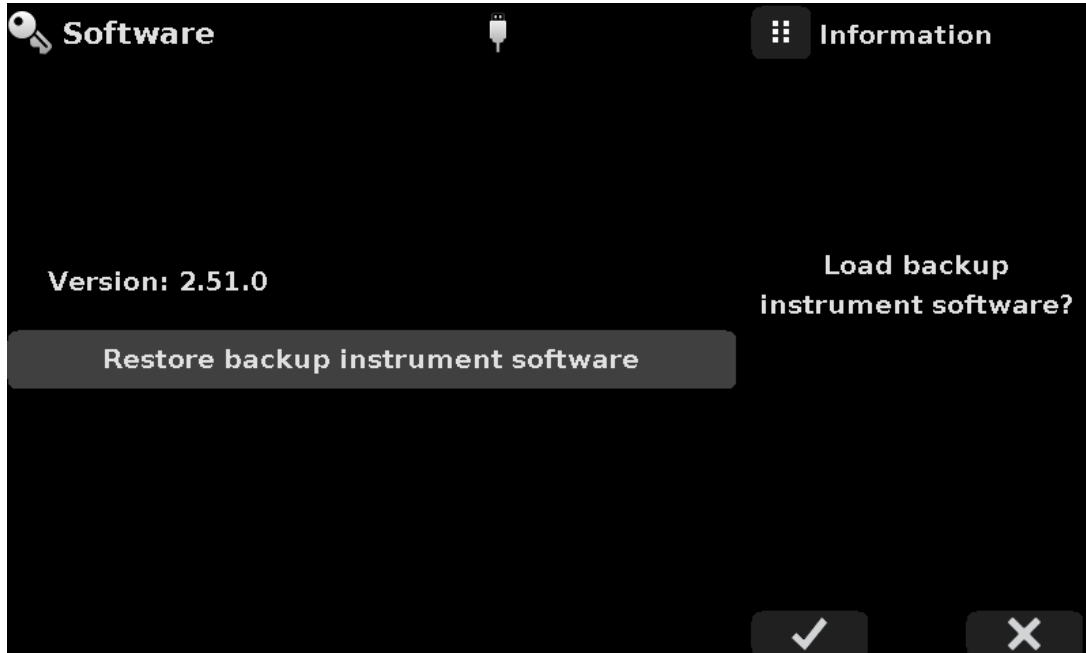 Software
Information
Version: 2.51.0
Load backup
instrument software?
Restore backup instrument software